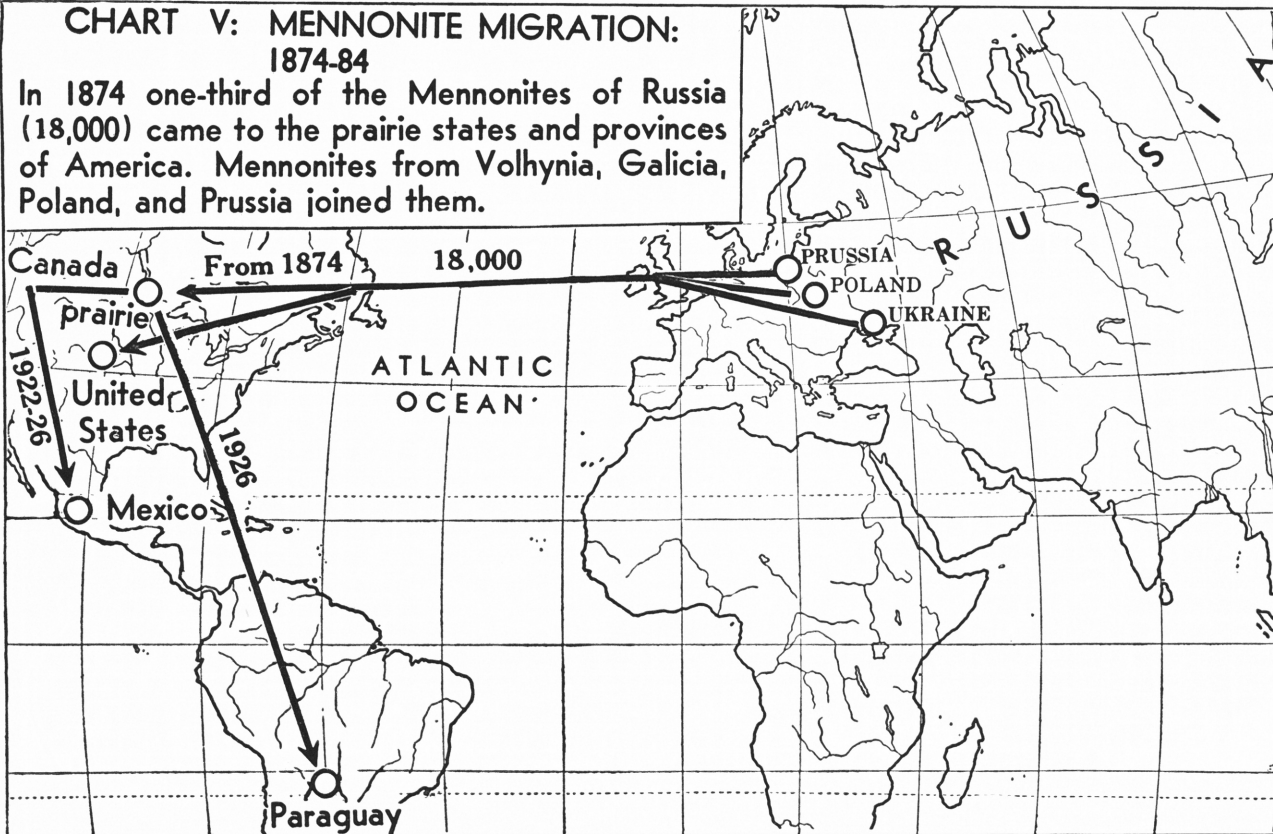 CHART V: MENNONITE MIGRATION:
1874-84
In 1874 one-third of the Mennonites of Russia
(18,000) came to the prairie states and provinces
of America. Mennonites from Volhynia, Galicia,
Poland, and Prussia joined them.
RUSSIA
Canada
From 1874
18,000
PRUSSIA
POLAND
UKRAINE
prairie
1922-26
United
States
ATLANTIC
OCEAN
1926
Mexico
Paraguay